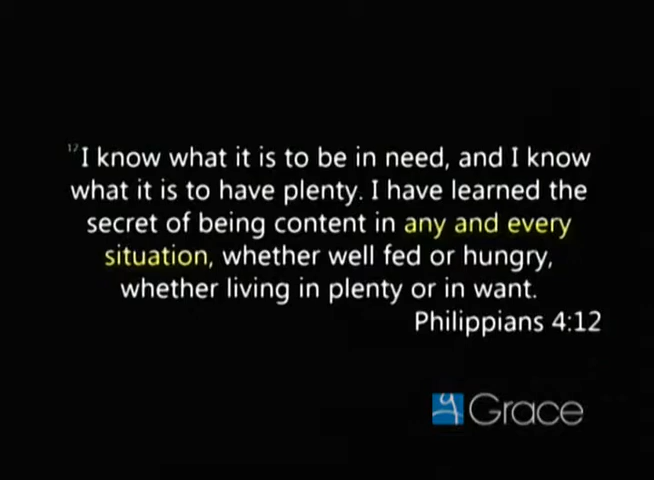 12 I know what it is to be in need, and I know
what it is to have plenty. I have learned the
secret of being content in any and every
situation, whether well fed or hungry,
whether living in plenty or in want.
Philippians 4:12
Grace